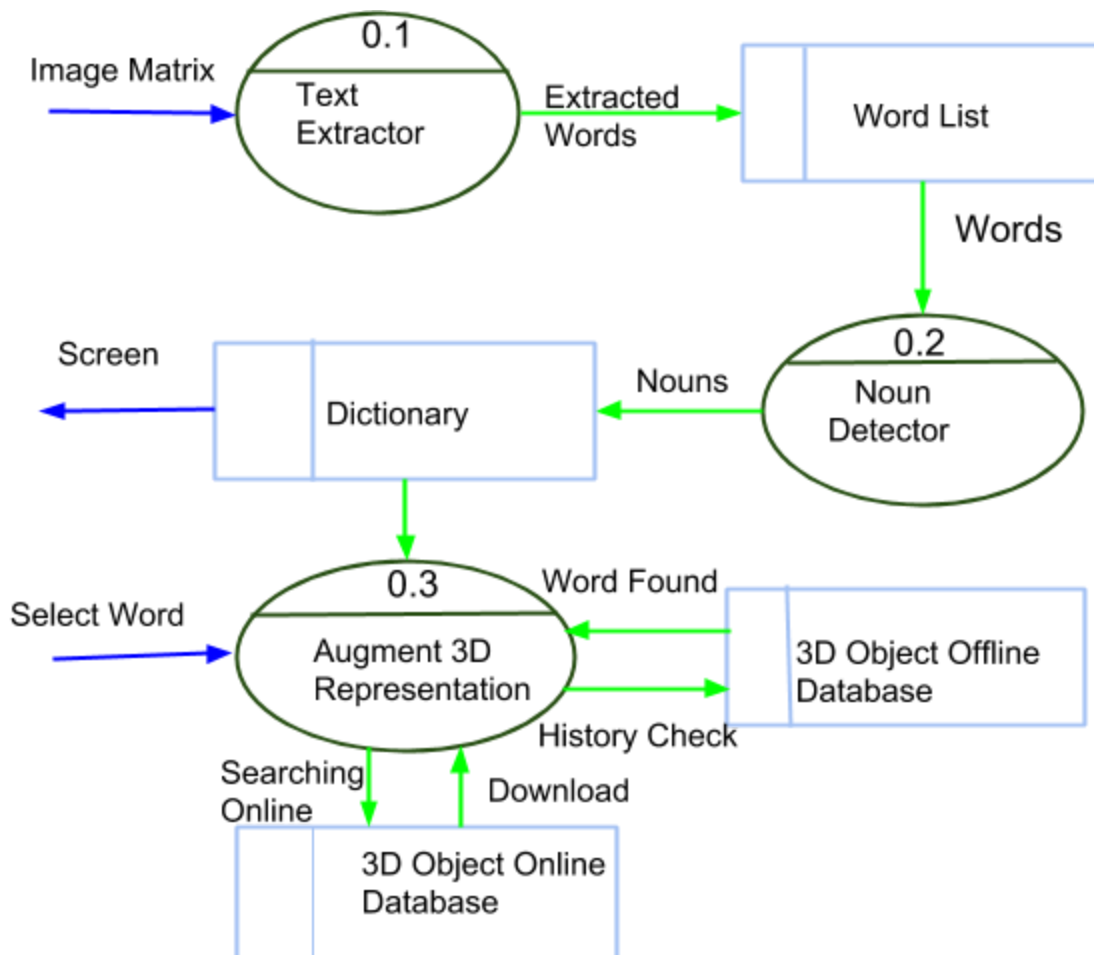 0.1
Image Matrix
Text
Extractor
Extracted
Words
Word List
Words
0.2
Noun
Detector
Nouns
Dictionary
Screen
0.3
Select Word
Augment 3D
Representation
Word Found
3D Object Offline
Database
History Check
Searching
Online
Download
3D Object Online
Database